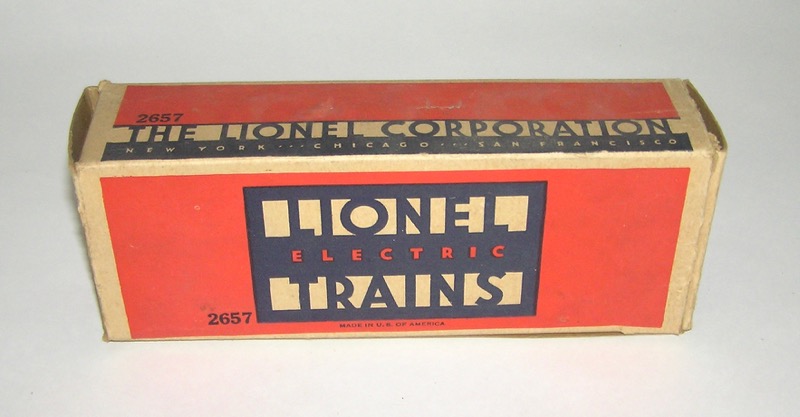 2657
THE LIONEL CORPORATION
NEW YORK ··· CHICAGO ··· SAN FRANCISCO
LIONEL
ELECTRIC
TRAINS
2657
MADE IN U. S. OF AMERICA